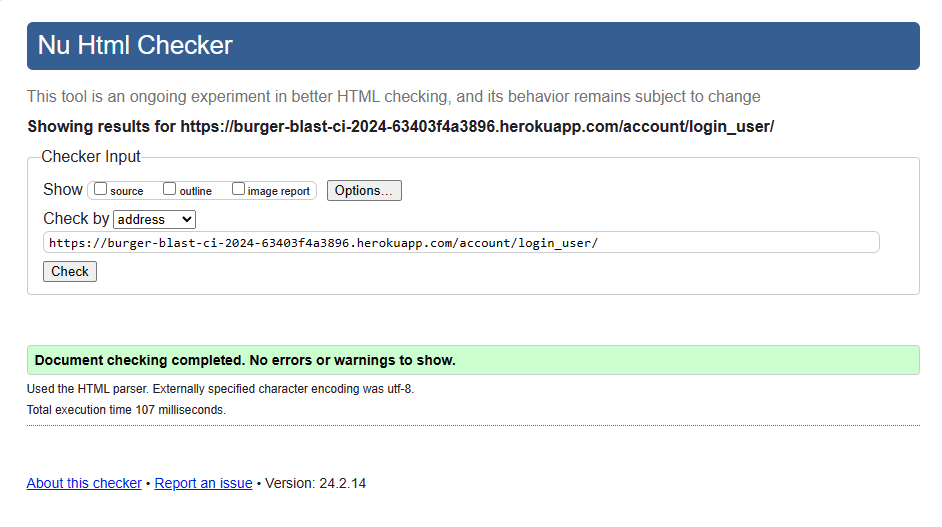 Nu Html Checker
This tool is an ongoing experiment in better HTML checking, and its behavior remains subject to change
Showing results for https://burger-blast-ci-2024-63403f4a3896.herokuapp.com/account/login_user/
Checker Input
Show source outline image report Options...
Check by address
https://burger-blast-ci-2024-63403f4a3896.herokuapp.com/account/login_user/
Check
Document checking completed. No errors or warnings to show.
Used the HTML parser. Externally specified character encoding was utf-8.
Total execution time 107 milliseconds.
About this checker • Report an issue • Version: 24.2.14